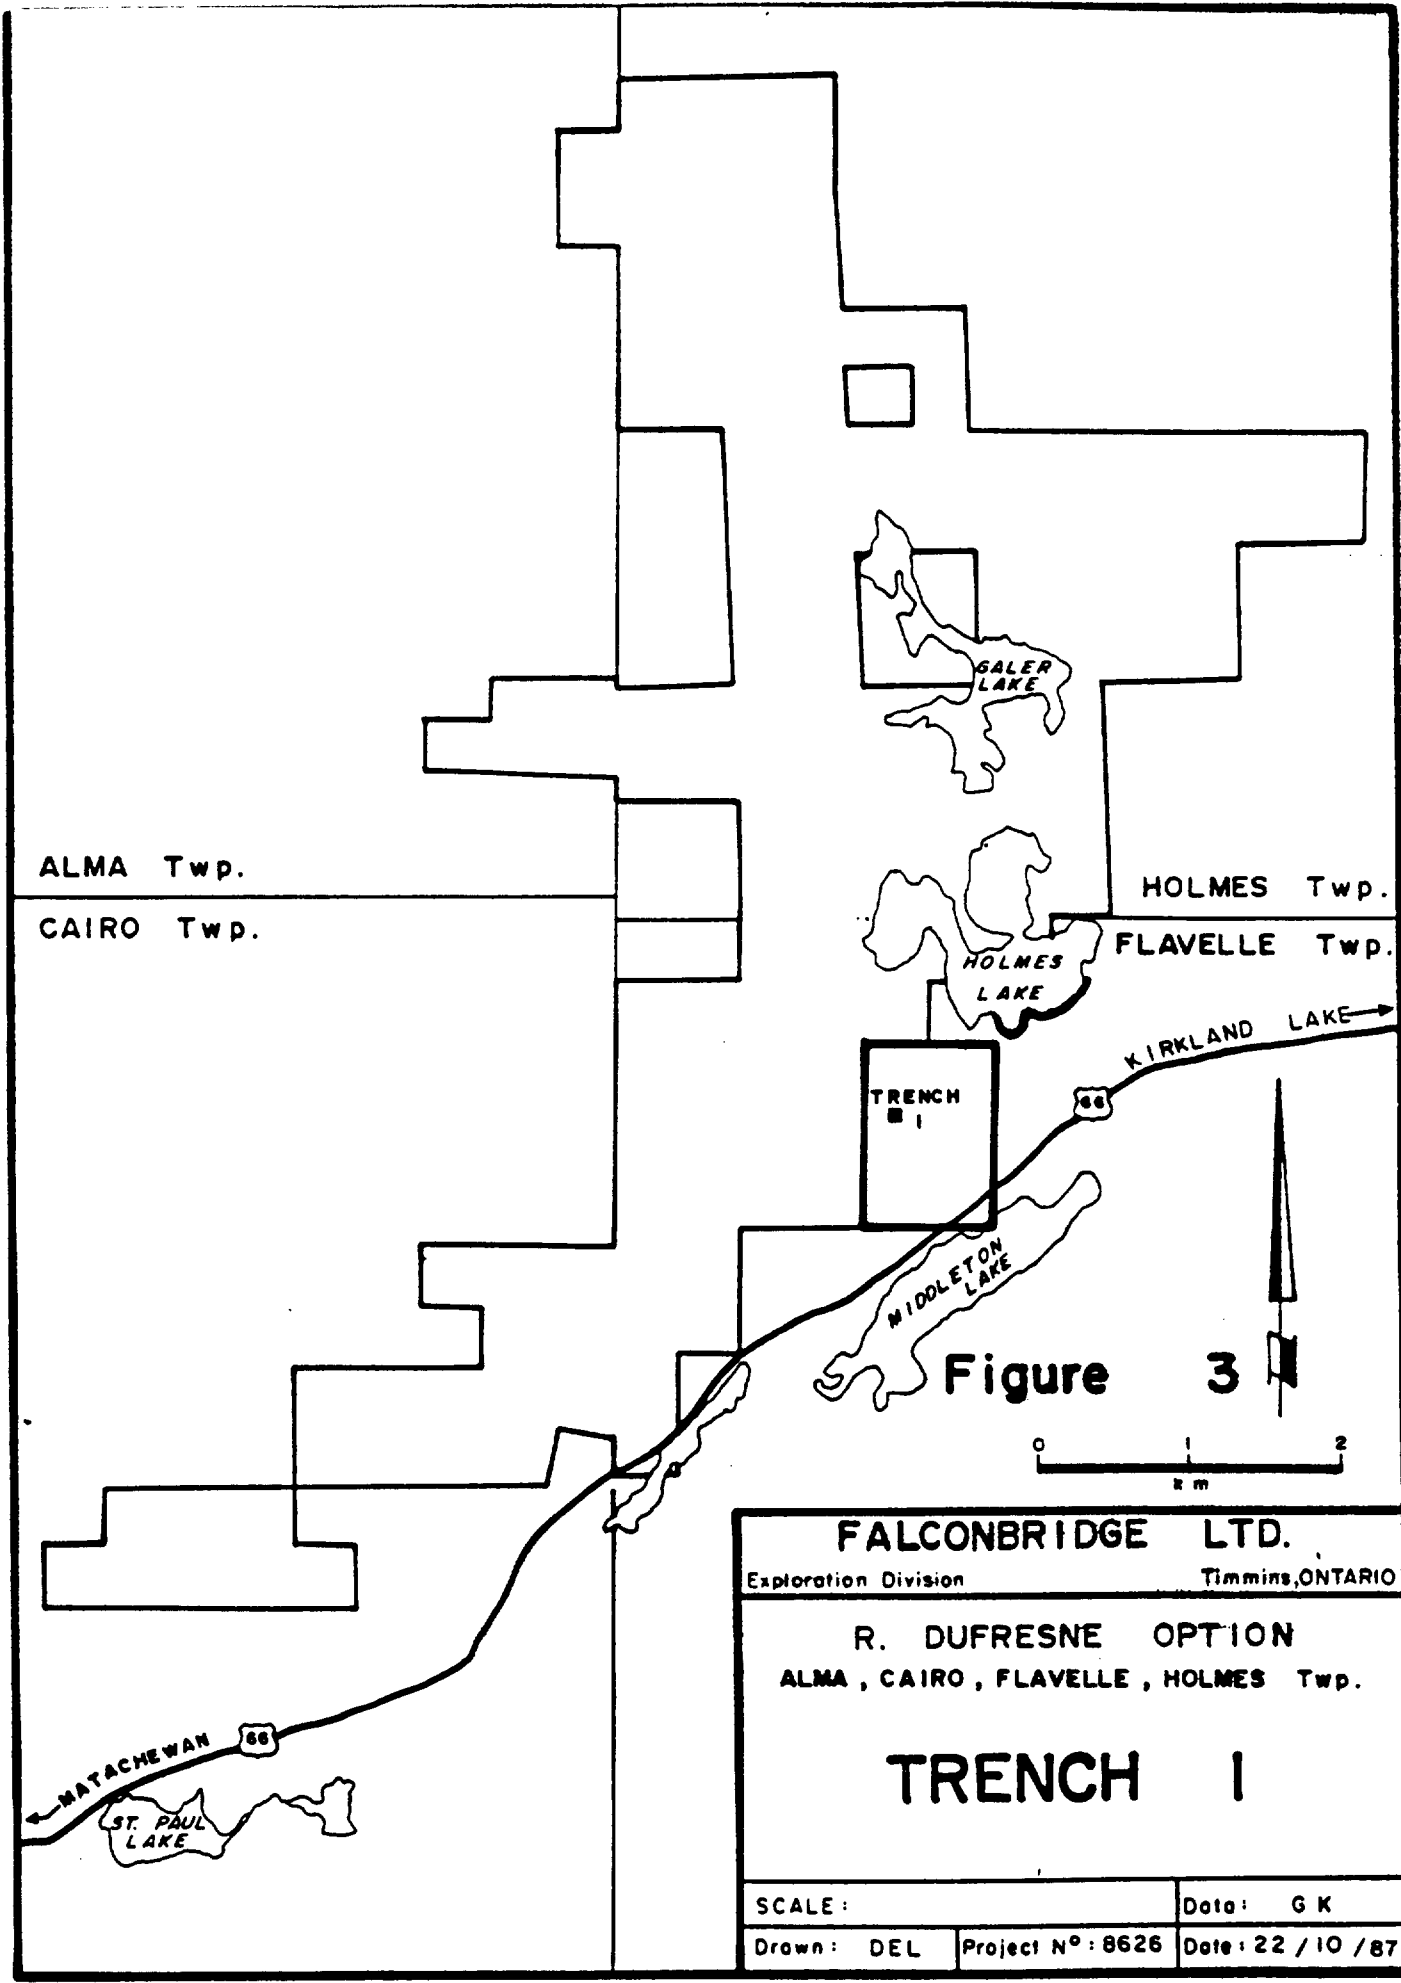 GALER
LAKE
ALMA Twp.
HOLMES Twp.
CAIRO Twp.
FLAVELLE Twp.
HOLMES
LAKE
KIRKLAND LAKE
66
TRENCH
1
MIDDLETON
LAKE
Figure 3
0 1 2
km
MATACHEWAN
66
ST. PAUL
LAKE
FALCONBRIDGE LTD.
Exploration Division Timmins, ONTARIO
R. DUFRESNE OPTION
ALMA, CAIRO, FLAVELLE, HOLMES Twp.
TRENCH 1
SCALE: Data: GK
Drawn: DEL Project Nº: 8626 Date: 22/10/87